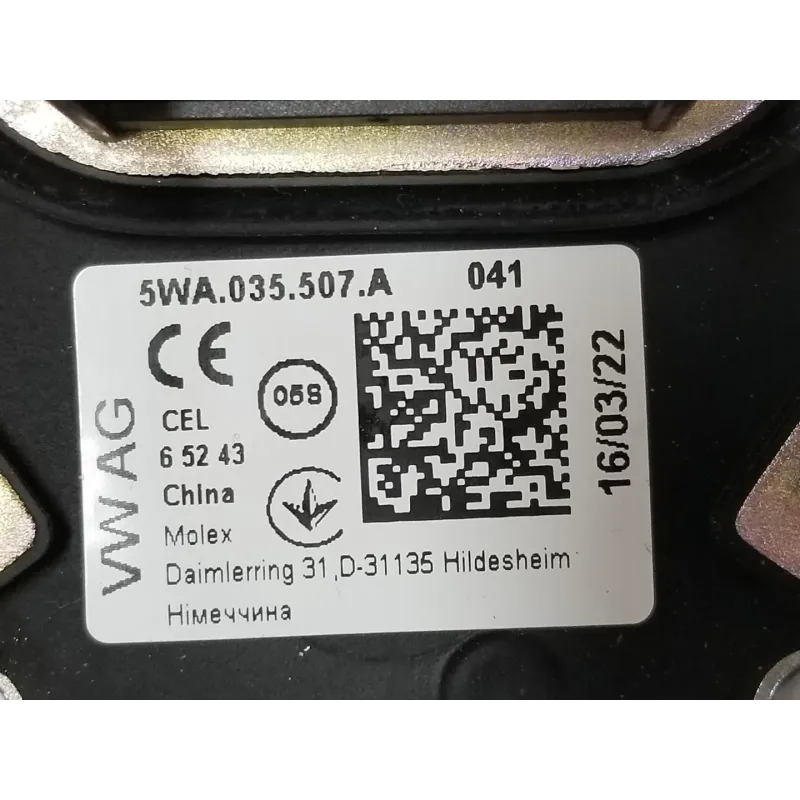 5WA.035.507.A 041
CE
05S
VW AG
CEL
6 52 43
China
Molex
Daimlerring 31,D-31135 Hildesheim
Німеччина
16/03/22